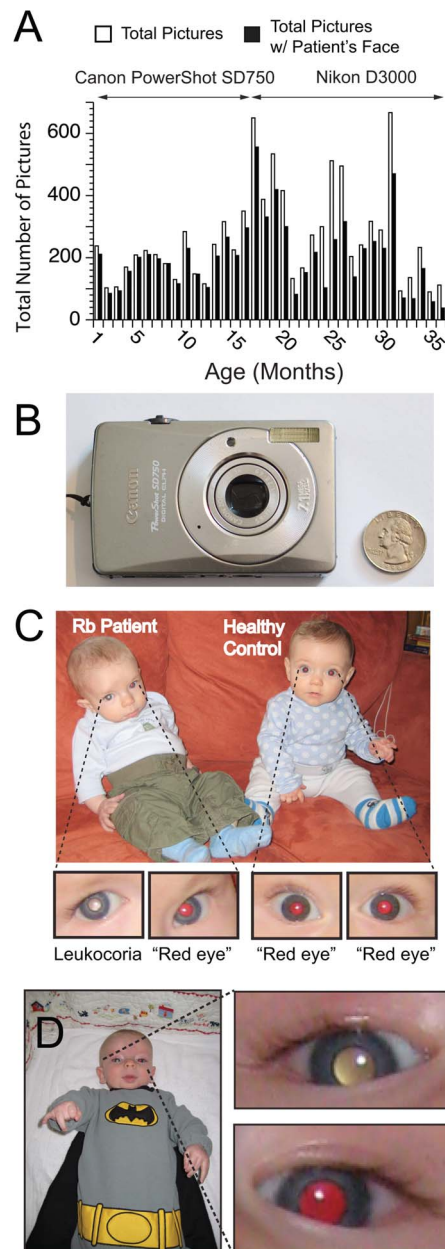 A
Total Pictures
Total Pictures
w/ Patient's Face
Canon PowerShot SD750
Nikon D3000
Total Number of Pictures
600
400
200
0
1
5
10
15
20
25
30
35
Age (Months)
B
Canon
PowerShot SD750
DIGITAL ELPH
C
Rb Patient
Healthy
Control
Leukocoria
"Red eye"
"Red eye"
"Red eye"
D